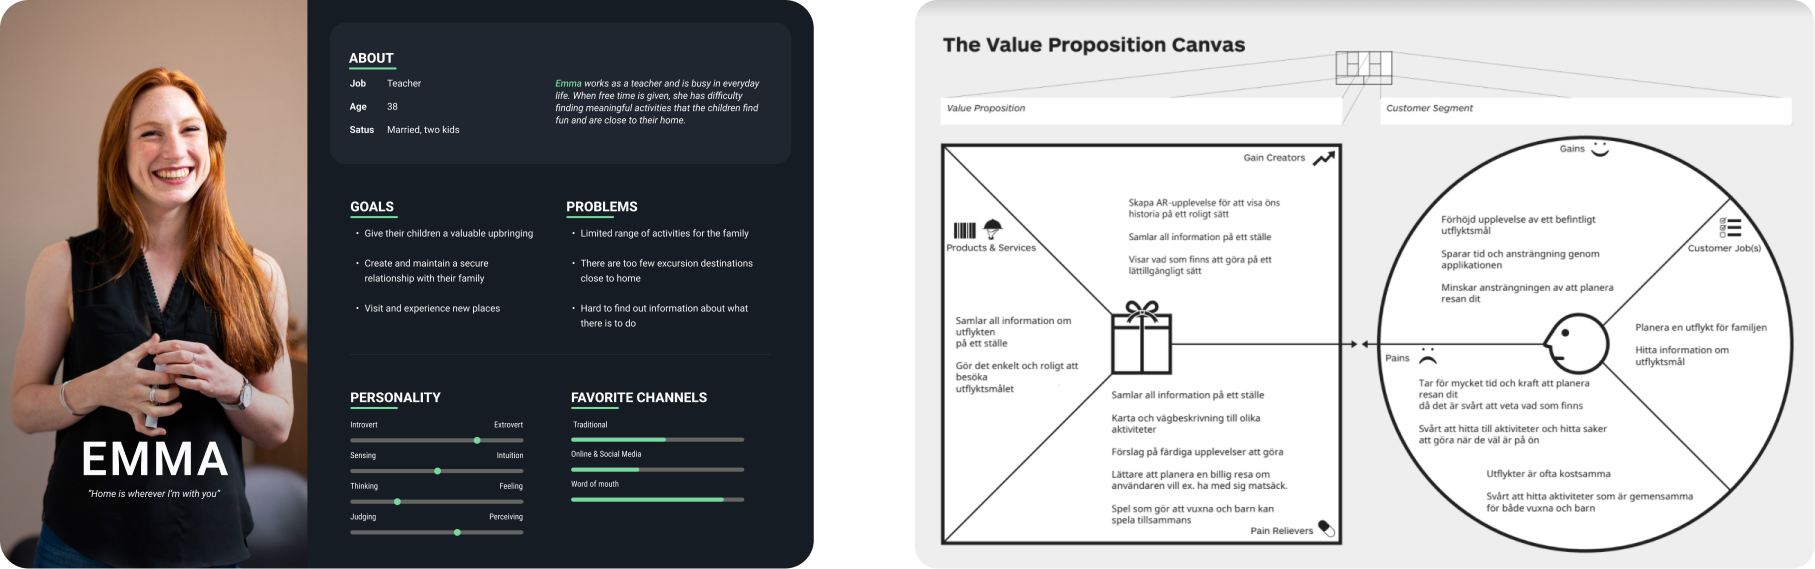 ABOUT
Job Teacher
Age 38
Satus Married, two kids
Emma works as a teacher and is busy in everyday
life. When free time is given, she has difficulty
finding meaningful activities that the children find
fun and are close to their home.
GOALS
• Give their children a valuable upbringing
• Create and maintain a secure
relationship with their family
• Visit and experience new places
PROBLEMS
• Limited range of activities for the family
• There are too few excursion destinations
close to home
• Hard to find out information about what
there is to do
EMMA
“Home is wherever I'm with you”
PERSONALITY
Introvert Extrovert
Sensing Intuition
Thinking Feeling
Judging Perceiving
FAVORITE CHANNELS
Traditional
Online & Social Media
Word of mouth
The Value Proposition Canvas
Value Proposition
Customer Segment
Gain Creators
Skapa AR-upplevelse för att visa öns
historia på ett roligt sätt
Samlar all information på ett ställe
Visar vad som finns att göra på ett
lättillgängligt sätt
Products & Services
Samlar all information om
utflykten
på ett ställe
Gör det enkelt och roligt att
besöka
utflyktsmålet
Samlar all information på ett ställe
Karta och vägbeskrivning till olika
aktiviteter
Förslag på färdiga upplevelser att göra
Lättare att planera en billig resa om
användaren vill ex. ha med sig matsäck.
Spel som gör att vuxna och barn kan
spela tillsammans
Pain Relievers
Gains
Förhöjd upplevelse av ett befintligt
utflyktsmål
Sparar tid och ansträngning genom
applikationen
Minskar ansträngningen av att planera
resan dit
Customer Job(s)
Planera en utflykt för familjen
Hitta information om
utflyktsmål
Pains
Tar för mycket tid och kraft att planera
resan dit
då det är svårt att veta vad som finns
Svårt att hitta till aktiviteter och hitta saker
att göra när de väl är på ön
Utflykter är ofta kostsamma
Svårt att hitta aktiviteter som är gemensamma
för både vuxna och barn